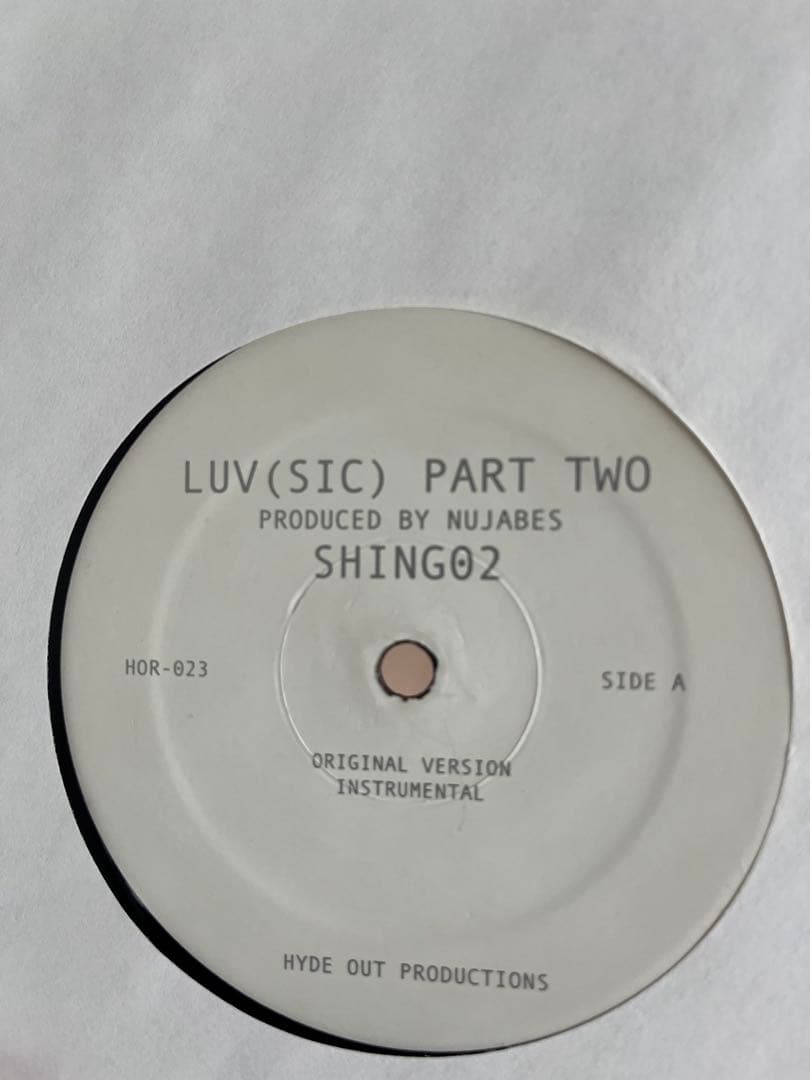 LUV(SIC) PART TWO
PRODUCED BY NUJABES
SHING02
HOR-023
SIDE A
ORIGINAL VERSION
INSTRUMENTAL
HYDE OUT PRODUCTIONS